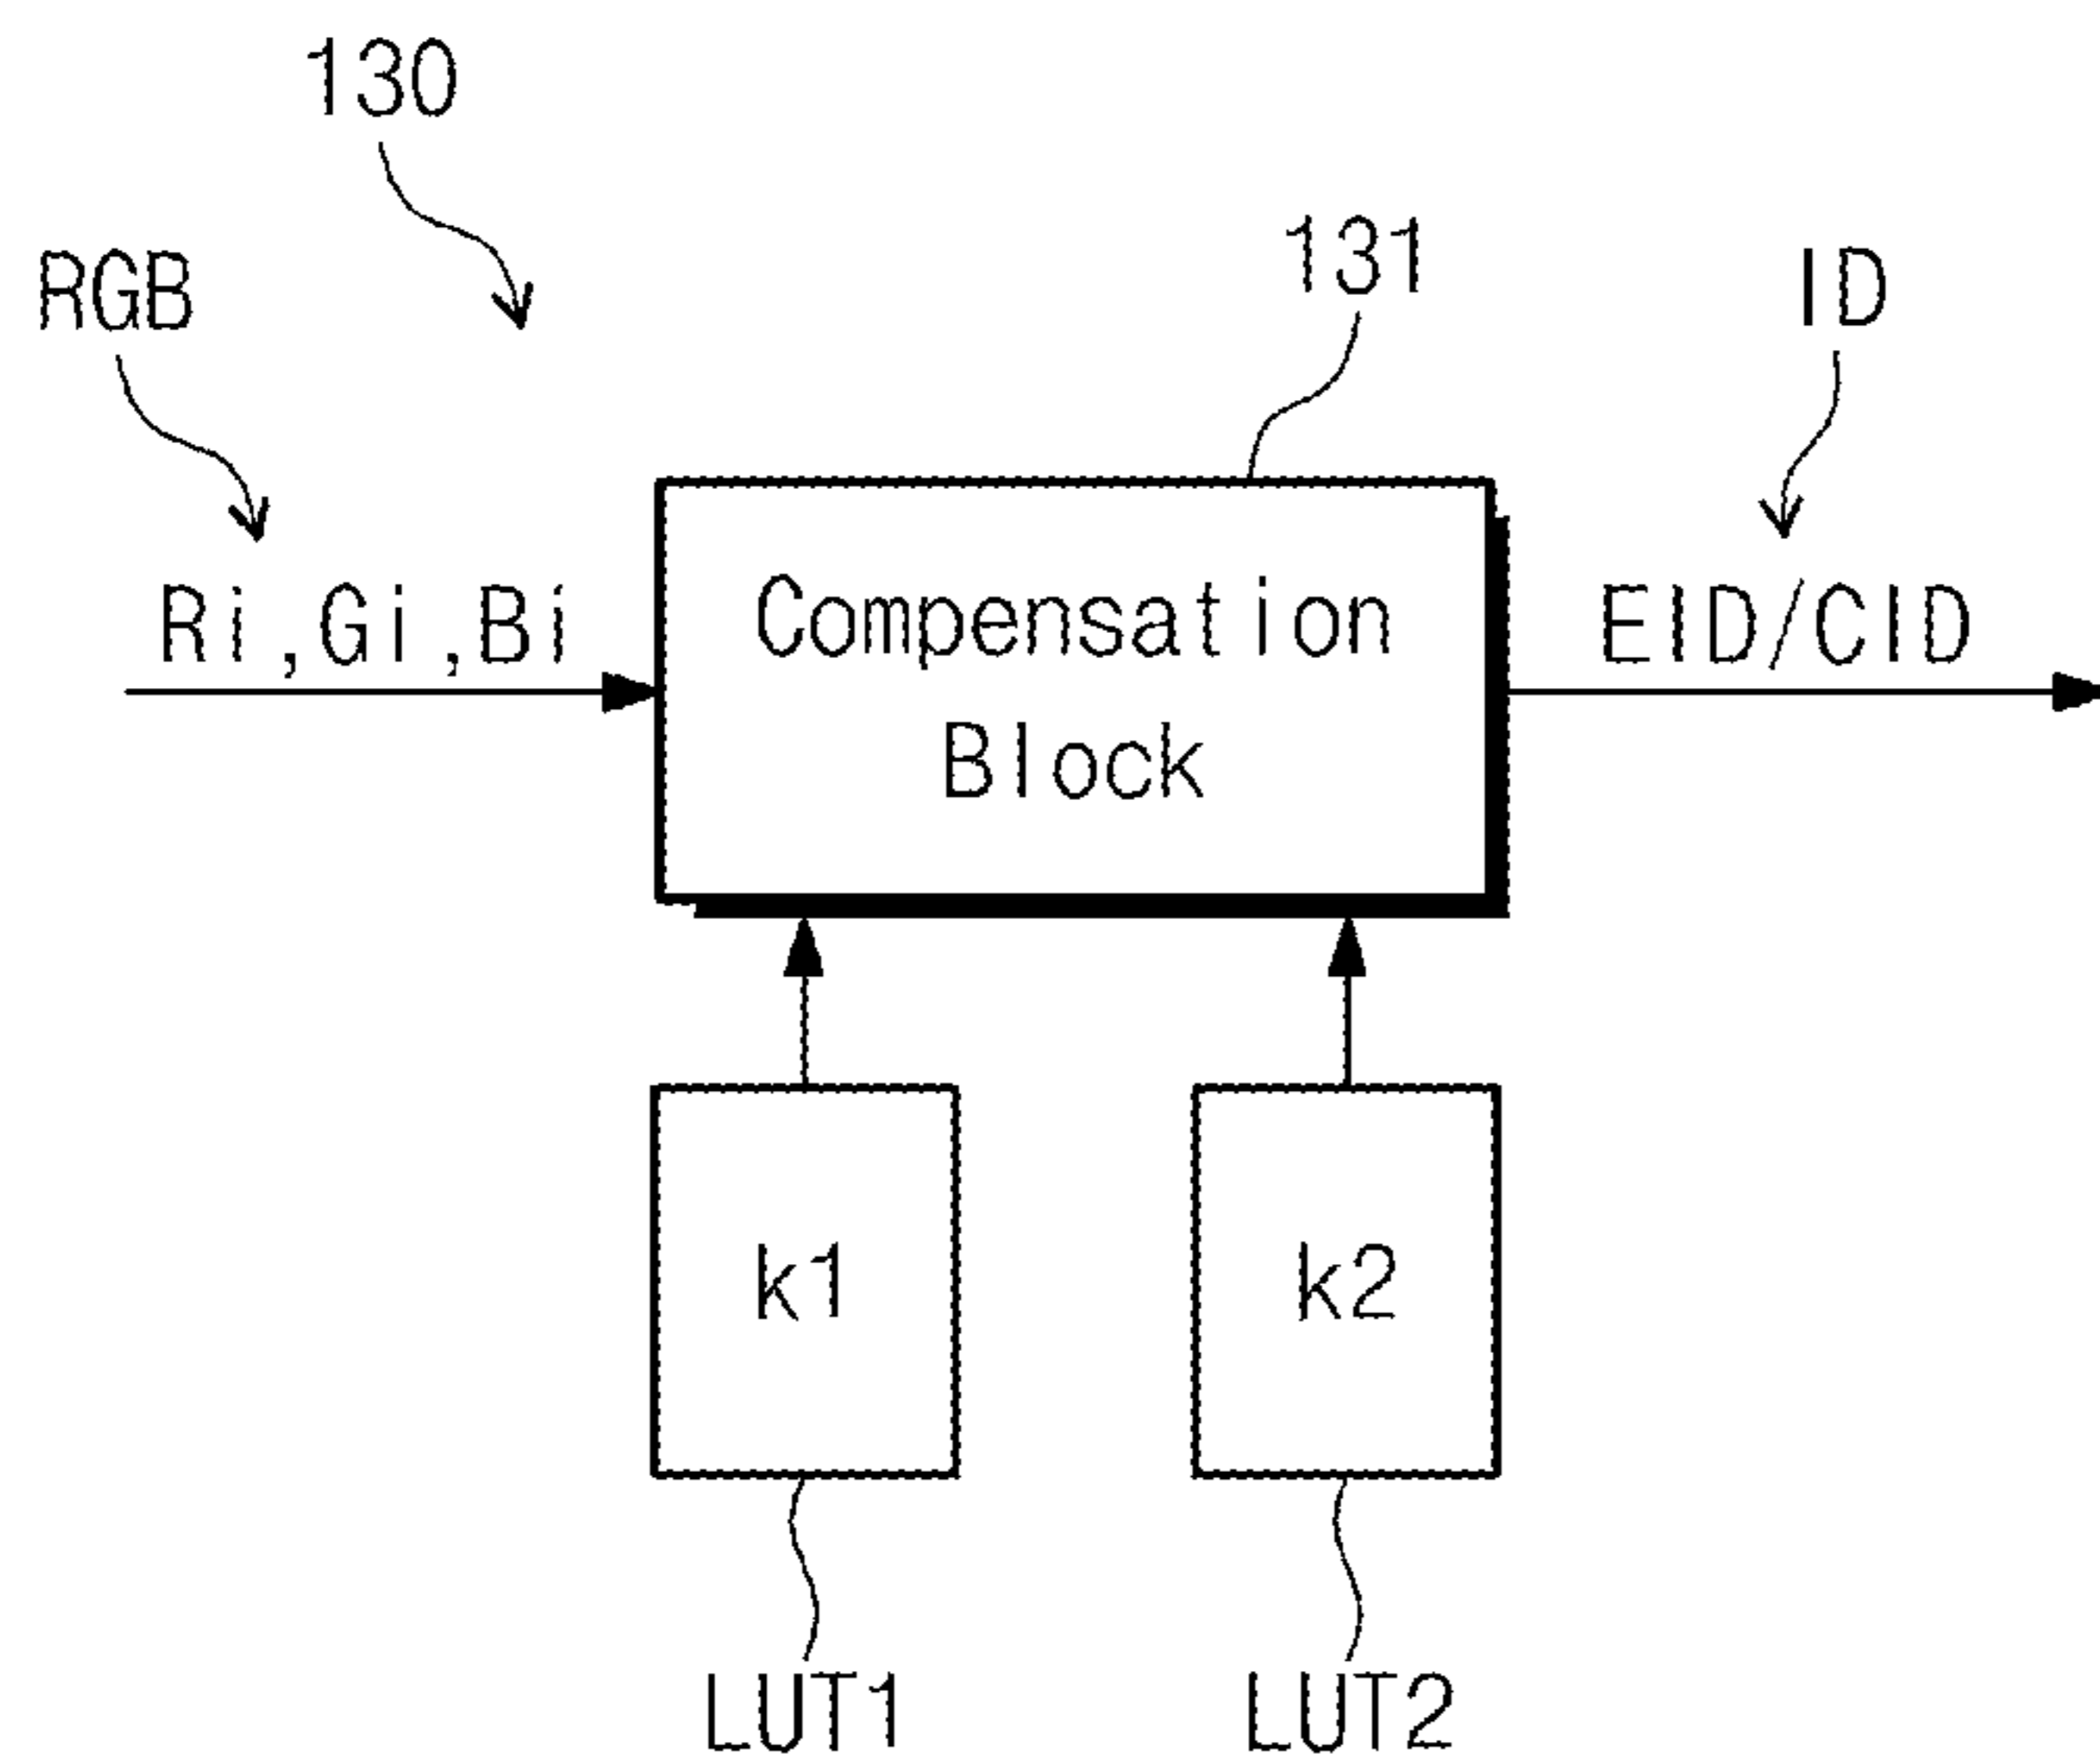 130
131
RGB
ID
Ri,Gi,Bi
Compensation
Block
EID/CID
k1
k2
LUT1
LUT2